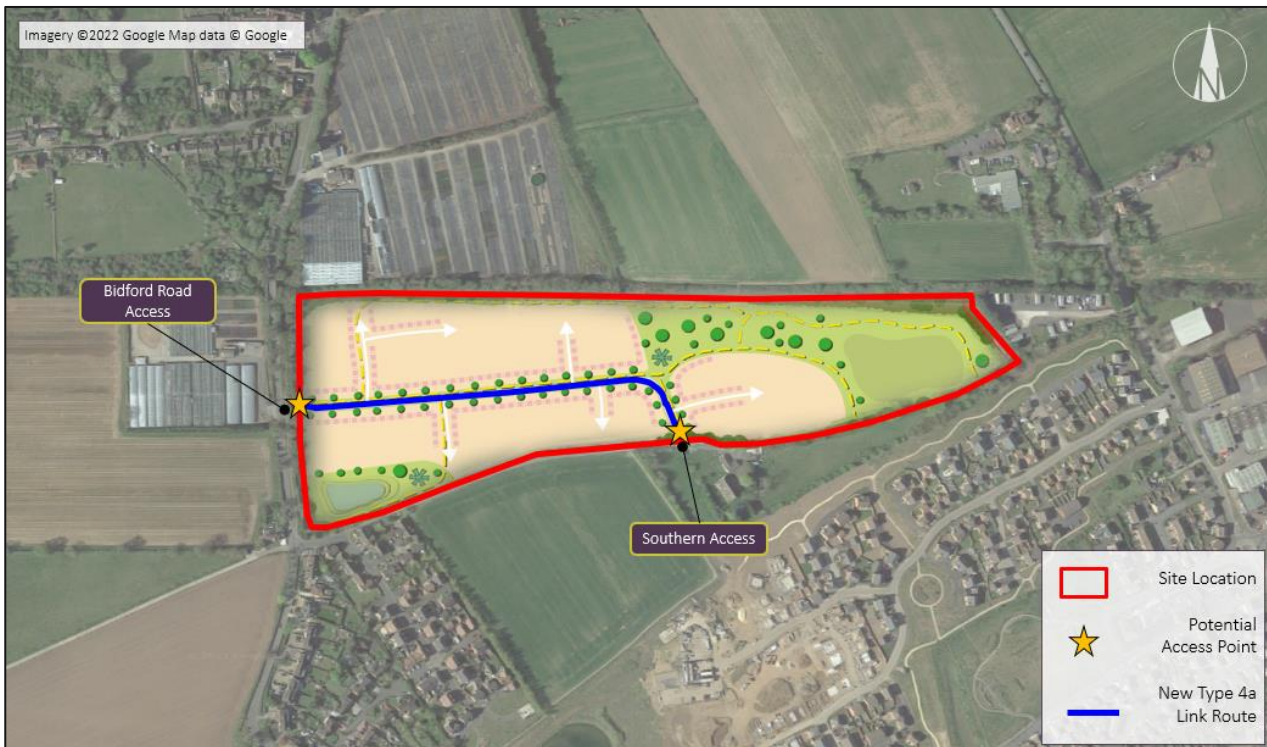 Imagery ©2022 Google Map data © Google
N
Bidford Road
Access
Southern Access
Site Location
Potential
Access Point
New Type 4a
Link Route